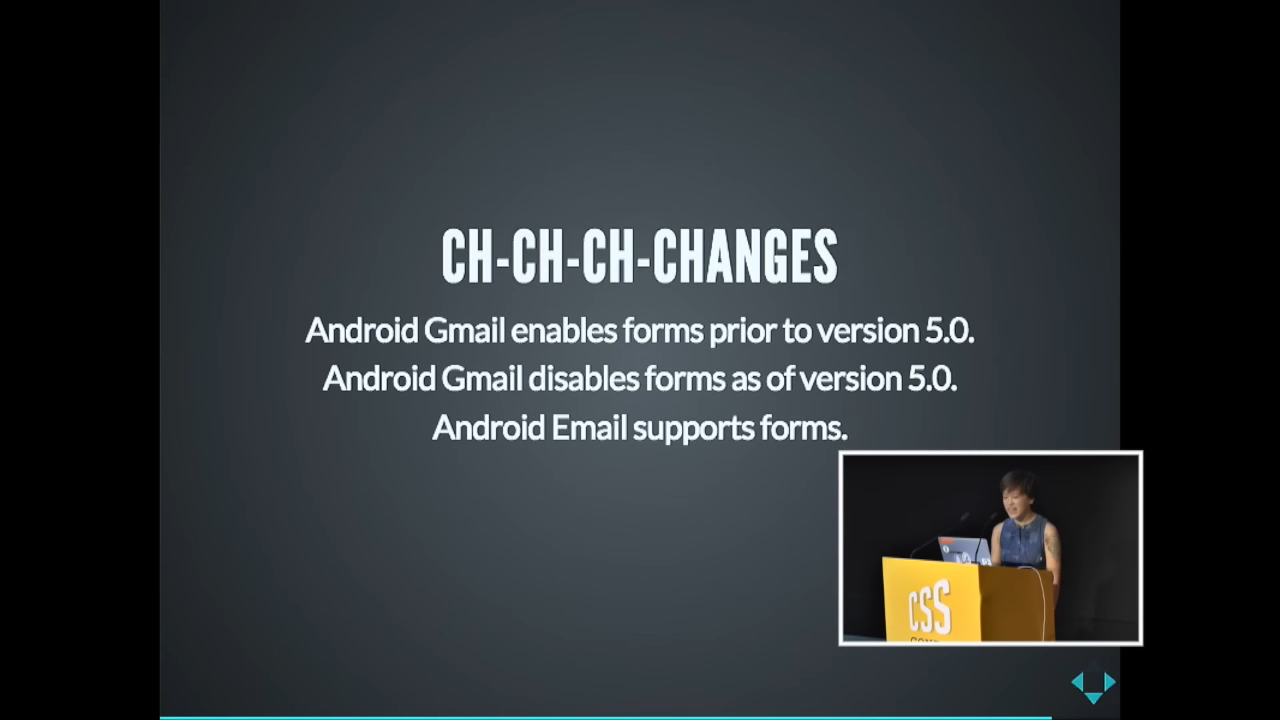 CH-CH-CH-CHANGES
Android Gmail enables forms prior to version 5.0.
Android Gmail disables forms as of version 5.0.
Android Email supports forms.
CSS